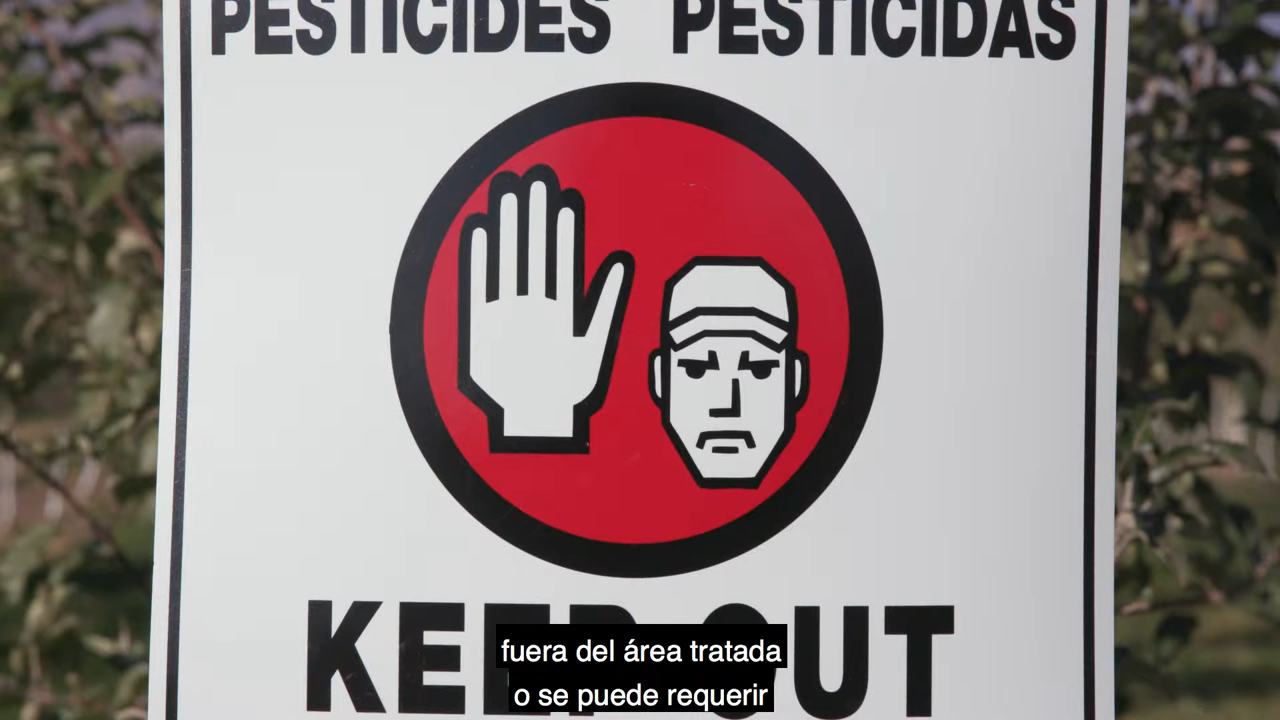 PESTICIDES PESTICIDAS
KEEP OUT
fuera del área tratada
o se puede requerir